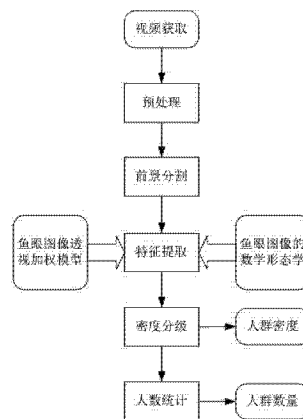 视频获取
预处理
前景分割
鱼眼图像透
视加权模型
特征提取
鱼眼图像的
数学形态学
密度分级
人群密度
人数统计
人群数量